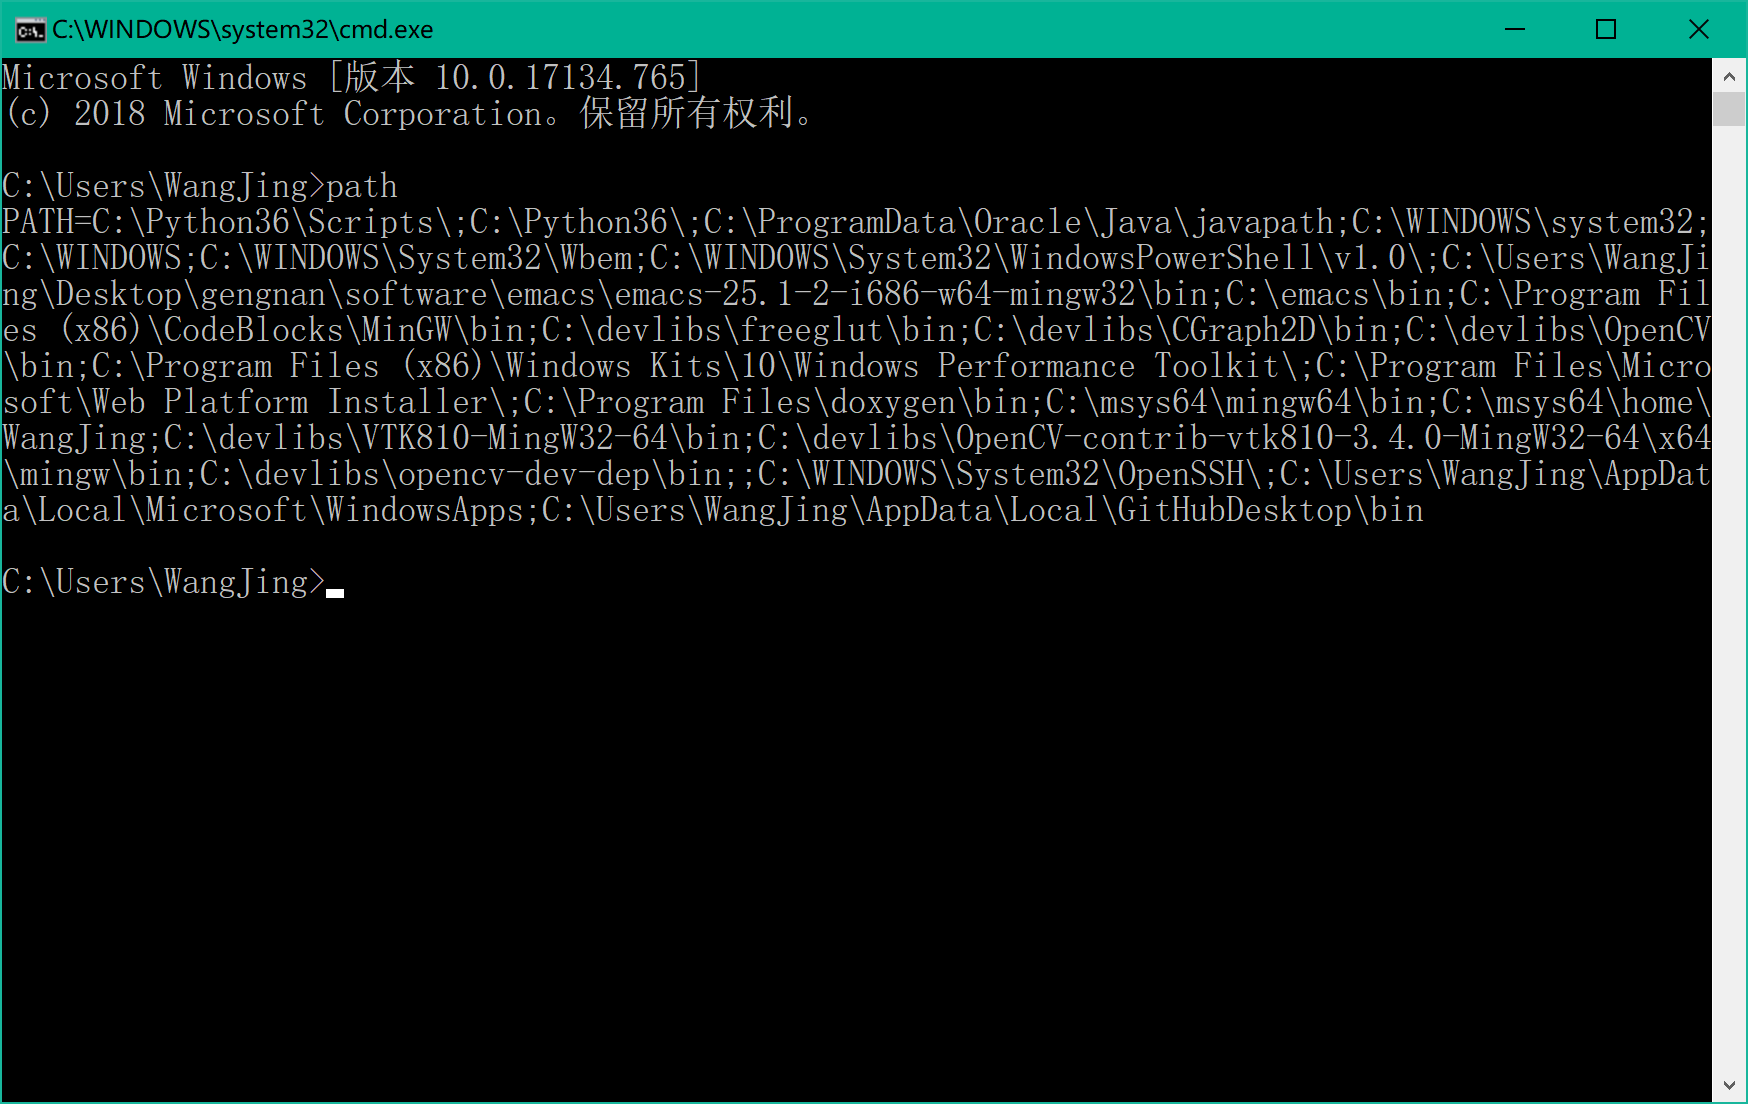 C:\WINDOWS\system32\cmd.exe
Microsoft Windows [版本 10.0.17134.765]
(c) 2018 Microsoft Corporation。保留所有权利。
C:\Users\WangJing>path
PATH=C:\Python36\Scripts\;C:\Python36\;C:\ProgramData\Oracle\Java\javapath;C:\WINDOWS\system32;
C:\WINDOWS;C:\WINDOWS\System32\Wbem;C:\WINDOWS\System32\WindowsPowerShell\v1.0\;C:\Users\WangJi
ng\Desktop\gengnan\software\emacs\emacs-25.1-2-i686-w64-mingw32\bin;C:\emacs\bin;C:\Program Fil
es (x86)\CodeBlocks\MinGW\bin;C:\devlibs\freeglut\bin;C:\devlibs\CGraph2D\bin;C:\devlibs\OpenCV
\bin;C:\Program Files (x86)\Windows Kits\10\Windows Performance Toolkit\;C:\Program Files\Micro
soft\Web Platform Installer\;C:\Program Files\doxygen\bin;C:\msys64\mingw64\bin;C:\msys64\home\
WangJing;C:\devlibs\VTK810-MingW32-64\bin;C:\devlibs\OpenCV-contrib-vtk810-3.4.0-MingW32-64\x64
\mingw\bin;C:\devlibs\opencv-dev-dep\bin;;C:\WINDOWS\System32\OpenSSH\;C:\Users\WangJing\AppDat
a\Local\Microsoft\WindowsApps;C:\Users\WangJing\AppData\Local\GitHubDesktop\bin
C:\Users\WangJing>